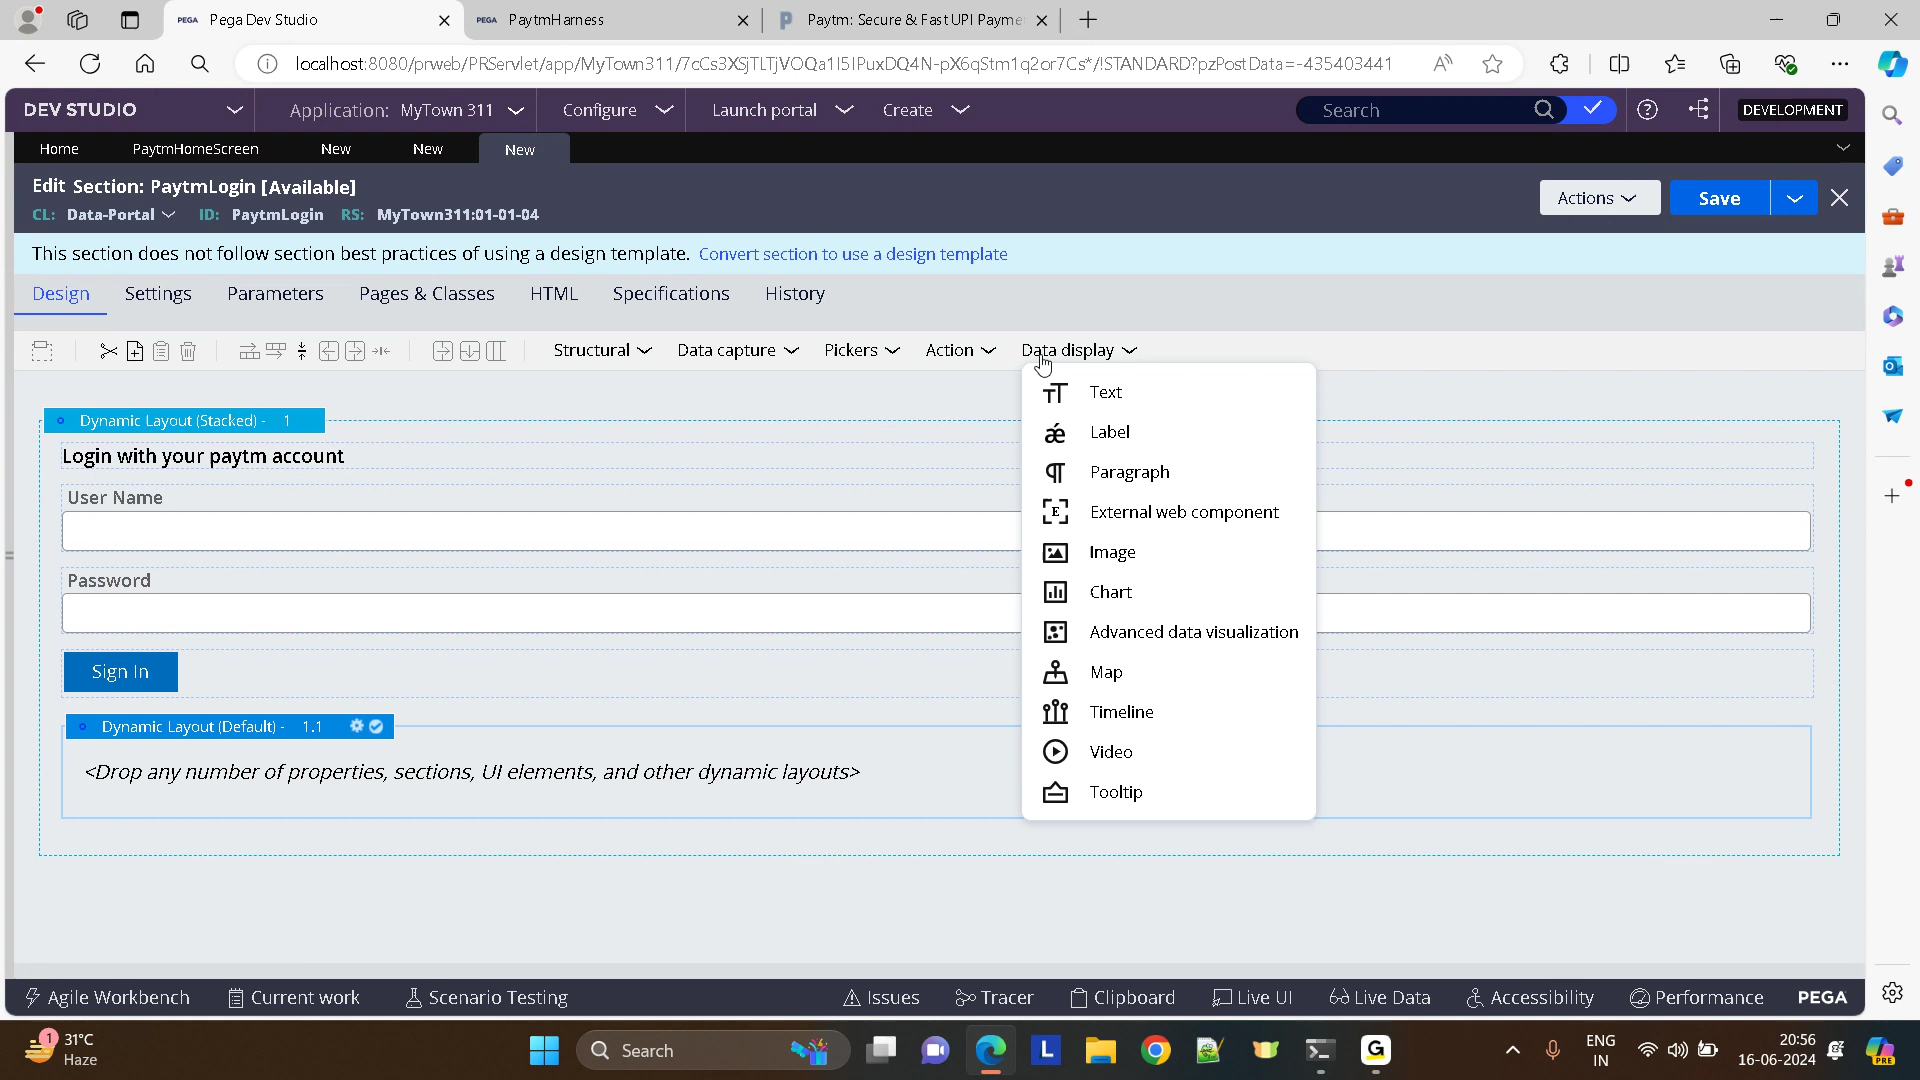 PEGA Pega Dev Studio
PEGA PaytmHarness
Paytm: Secure & Fast UPI Payme
localhost:8080/prweb/PRServlet/app/MyTown311/7cCs3XSjTLTjVOQa1I5IPuxDQ4N-pX6qStm1q2or7Cs*/!STANDARD?pzPostData=-435403441
DEV STUDIO
Application: MyTown 311
Configure
Launch portal
Create
Search
DEVELOPMENT
Home
PaytmHomeScreen
New
New
New
Edit Section: PaytmLogin [Available]
CL: Data-Portal ID: PaytmLogin RS: MyTown311:01-01-04
Actions
Save
This section does not follow section best practices of using a design template. Convert section to use a design template
Design
Settings
Parameters
Pages & Classes
HTML
Specifications
History
Structural
Data capture
Pickers
Action
Data display
Text
Label
Paragraph
External web component
Image
Chart
Advanced data visualization
Map
Timeline
Video
Tooltip
Dynamic Layout (Stacked) - 1
Login with your paytm account
User Name
Password
Sign In
Dynamic Layout (Default) - 1.1
<Drop any number of properties, sections, UI elements, and other dynamic layouts>
Agile Workbench
Current work
Scenario Testing
Issues
Tracer
Clipboard
Live UI
Live Data
Accessibility
Performance
PEGA
1
31°C
Haze
Search
ENG
IN
20:56
16-06-2024
PRE